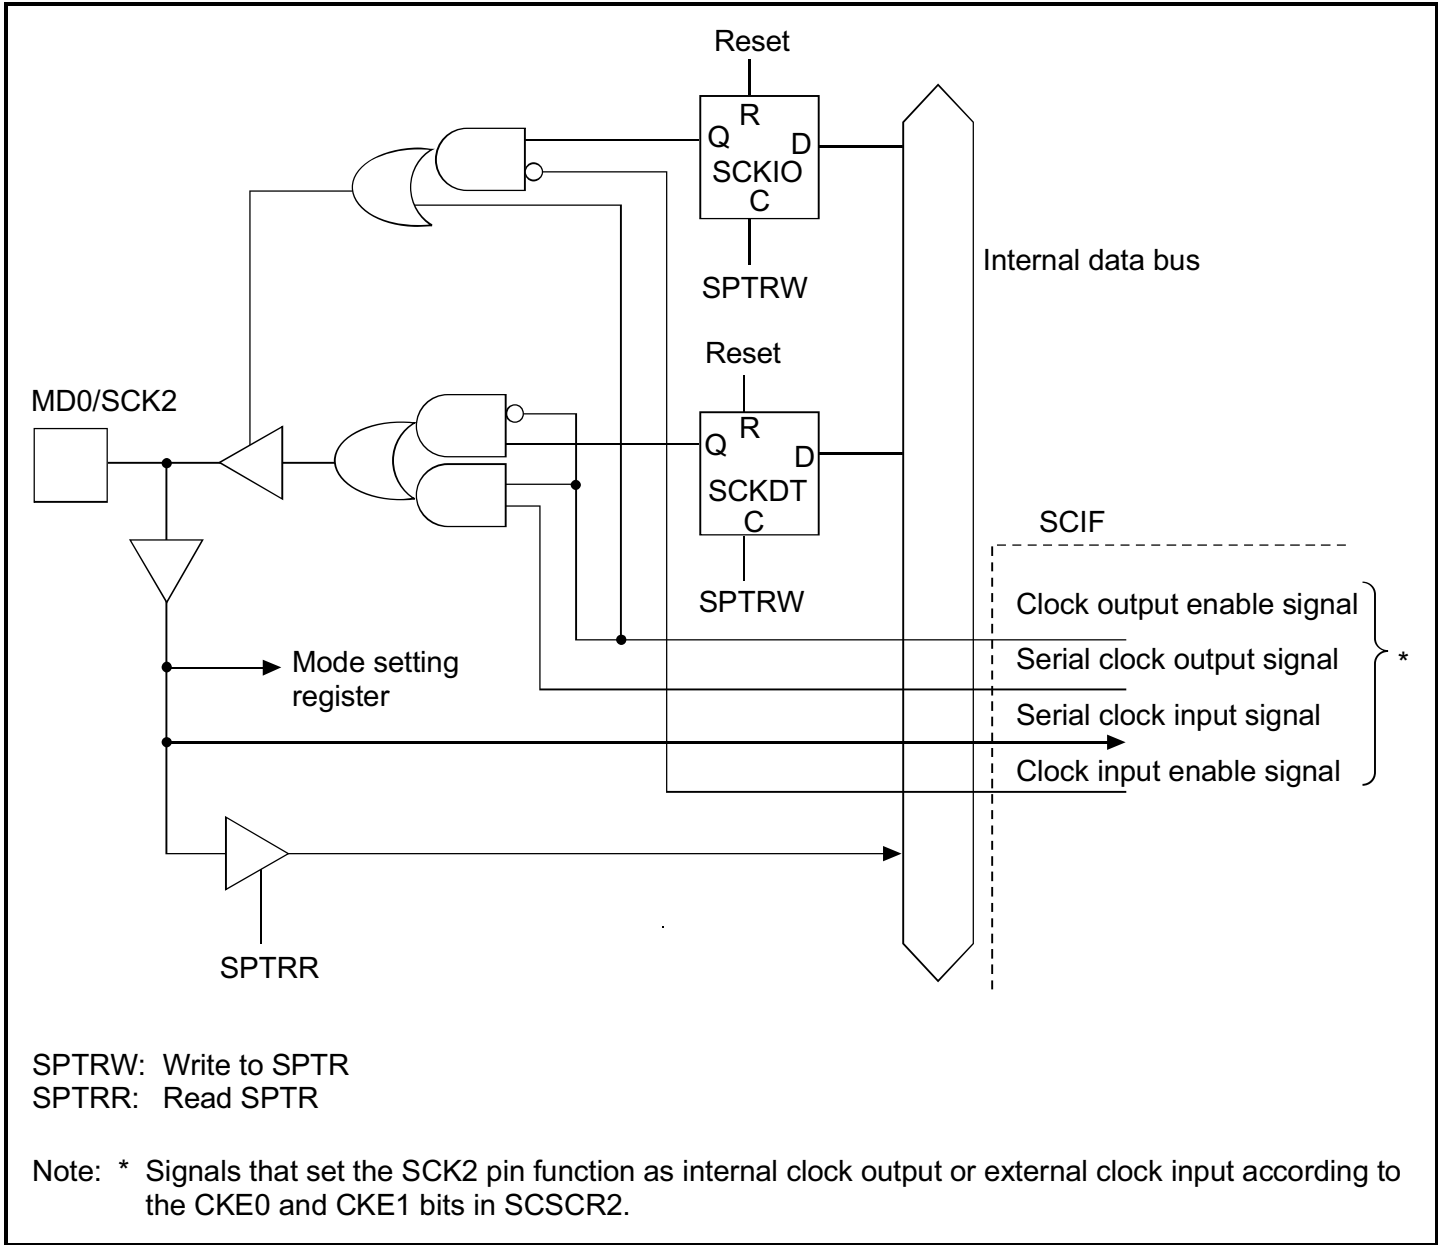 Reset
R
Q
D
SCKIO
C
SPTRW
Internal data bus
Reset
MD0/SCK2
R
Q
D
SCKDT
C
SPTRW
SCIF
Clock output enable signal
Serial clock output signal
*
Mode setting
register
Serial clock input signal
Clock input enable signal
SPTRR
SPTRW: Write to SPTR
SPTRR: Read SPTR
Note: * Signals that set the SCK2 pin function as internal clock output or external clock input according to
the CKE0 and CKE1 bits in SCSCR2.